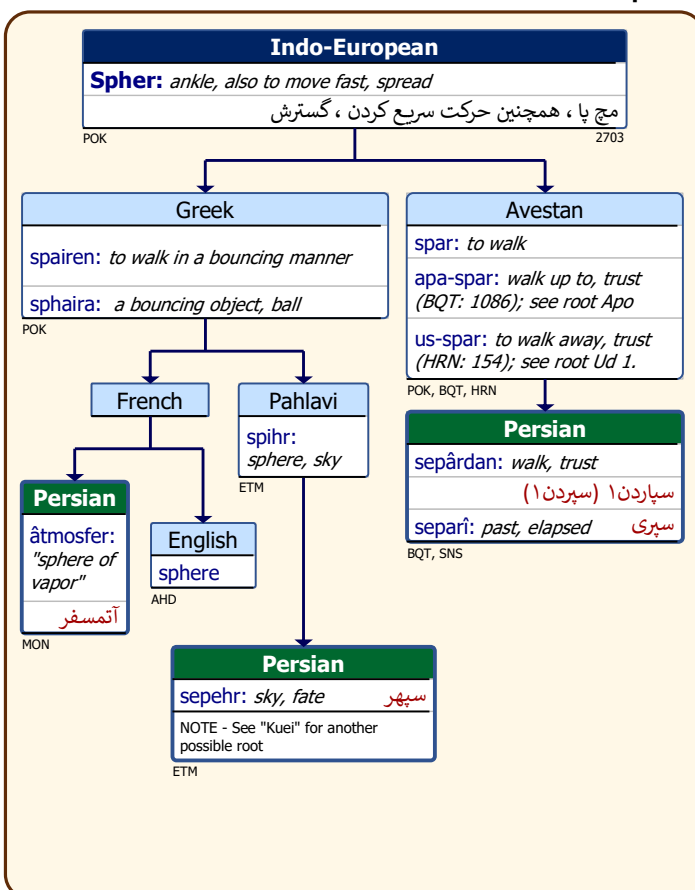 Indo-European
Spher: ankle, also to move fast, spread
مچ پا ، همچنین حرکت سریع کردن ، گسترش
POK 2703
Greek
spairen: to walk in a bouncing manner
sphaira: a bouncing object, ball
POK
Avestan
spar: to walk
apa-spar: walk up to, trust
(BQT: 1086); see root Apo
us-spar: to walk away, trust
(HRN: 154); see root Ud 1.
POK, BQT, HRN
French
Pahlavi
spihr:
sphere, sky
ETM
Persian
sepârdan: walk, trust
سپاردن۱ (سپردن۱)
separî: past, elapsed سپری
BQT, SNS
Persian
âtmosfer:
"sphere of
vapor"
آتمسفر
MON
English
sphere
AHD
Persian
sepehr: sky, fate سپهر
NOTE - See "Kuei" for another
possible root
ETM